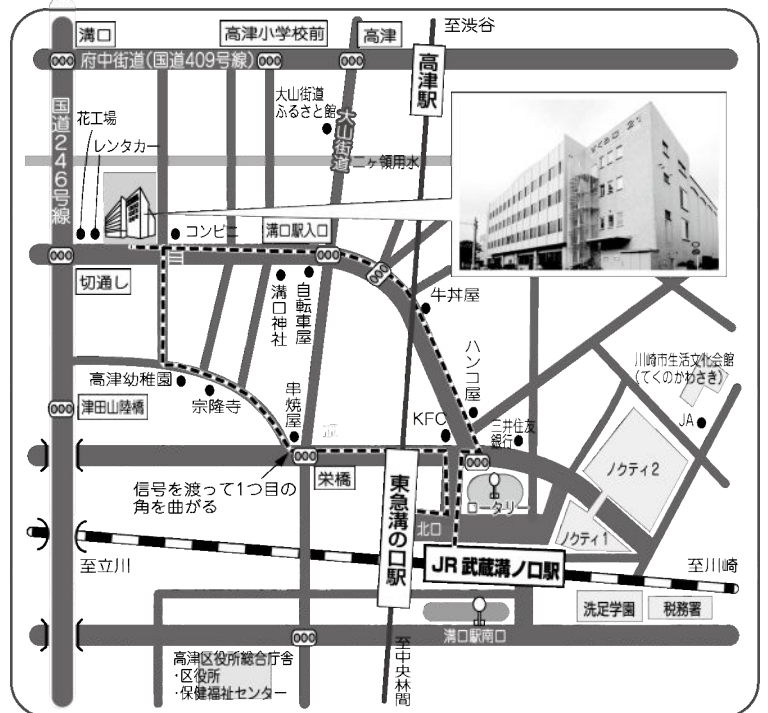 至渋谷
溝口
高津小学校前
高津
府中街道(国道409号線)
高津駅
国道246号線
花工場
レンタカー
大山街道
ふるさと館
大山街道
二ヶ領用水
コンビニ
溝口駅入口
切通し
溝口神社
自転車屋
牛丼屋
ハンコ屋
川崎市生活文化会館
(てくのかわさき)
高津幼稚園
宗隆寺
串焼屋
津田山陸橋
KFC
三井住友
銀行
JA
ノクティ2
栄橋
信号を渡って1つ目の
角を曲がる
東急溝の口駅
ロータリー
北口
ノクティ1
至立川
JR武蔵溝ノ口駅
至川崎
洗足学園
税務署
溝口駅南口
至中央林間
高津区役所総合庁舎
・区役所
・保健福祉センター